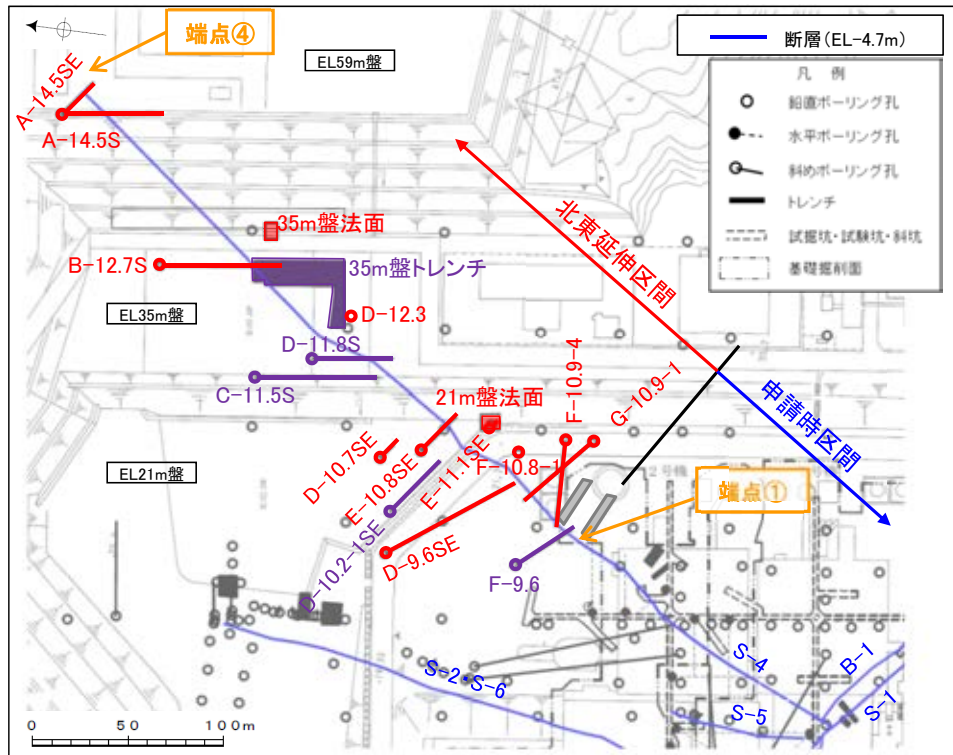 端点④
EL59m盤
断層(EL-4.7m)
凡 例
鉛直ボーリング孔
水平ボーリング孔
斜めボーリング孔
トレンチ
試掘坑・試験坑・斜坑
基礎掘削面
A-14.5SE
A-14.5S
35m盤法面
北東延伸区間
B-12.7S
35m盤トレンチ
EL35m盤
D-12.3
D-11.8S
C-11.5S
F-10.9-4
G-10.9-1
申請時区間
21m盤法面
D-10.7SE
E-10.8SE
E-11.1SE
F-10.8-1
EL21m盤
2号機
端点①
D-10.2-1SE
D-9.6SE
F-9.6
S-2・S-6
S-4
B-1
S-5
S-1
0 50 100m